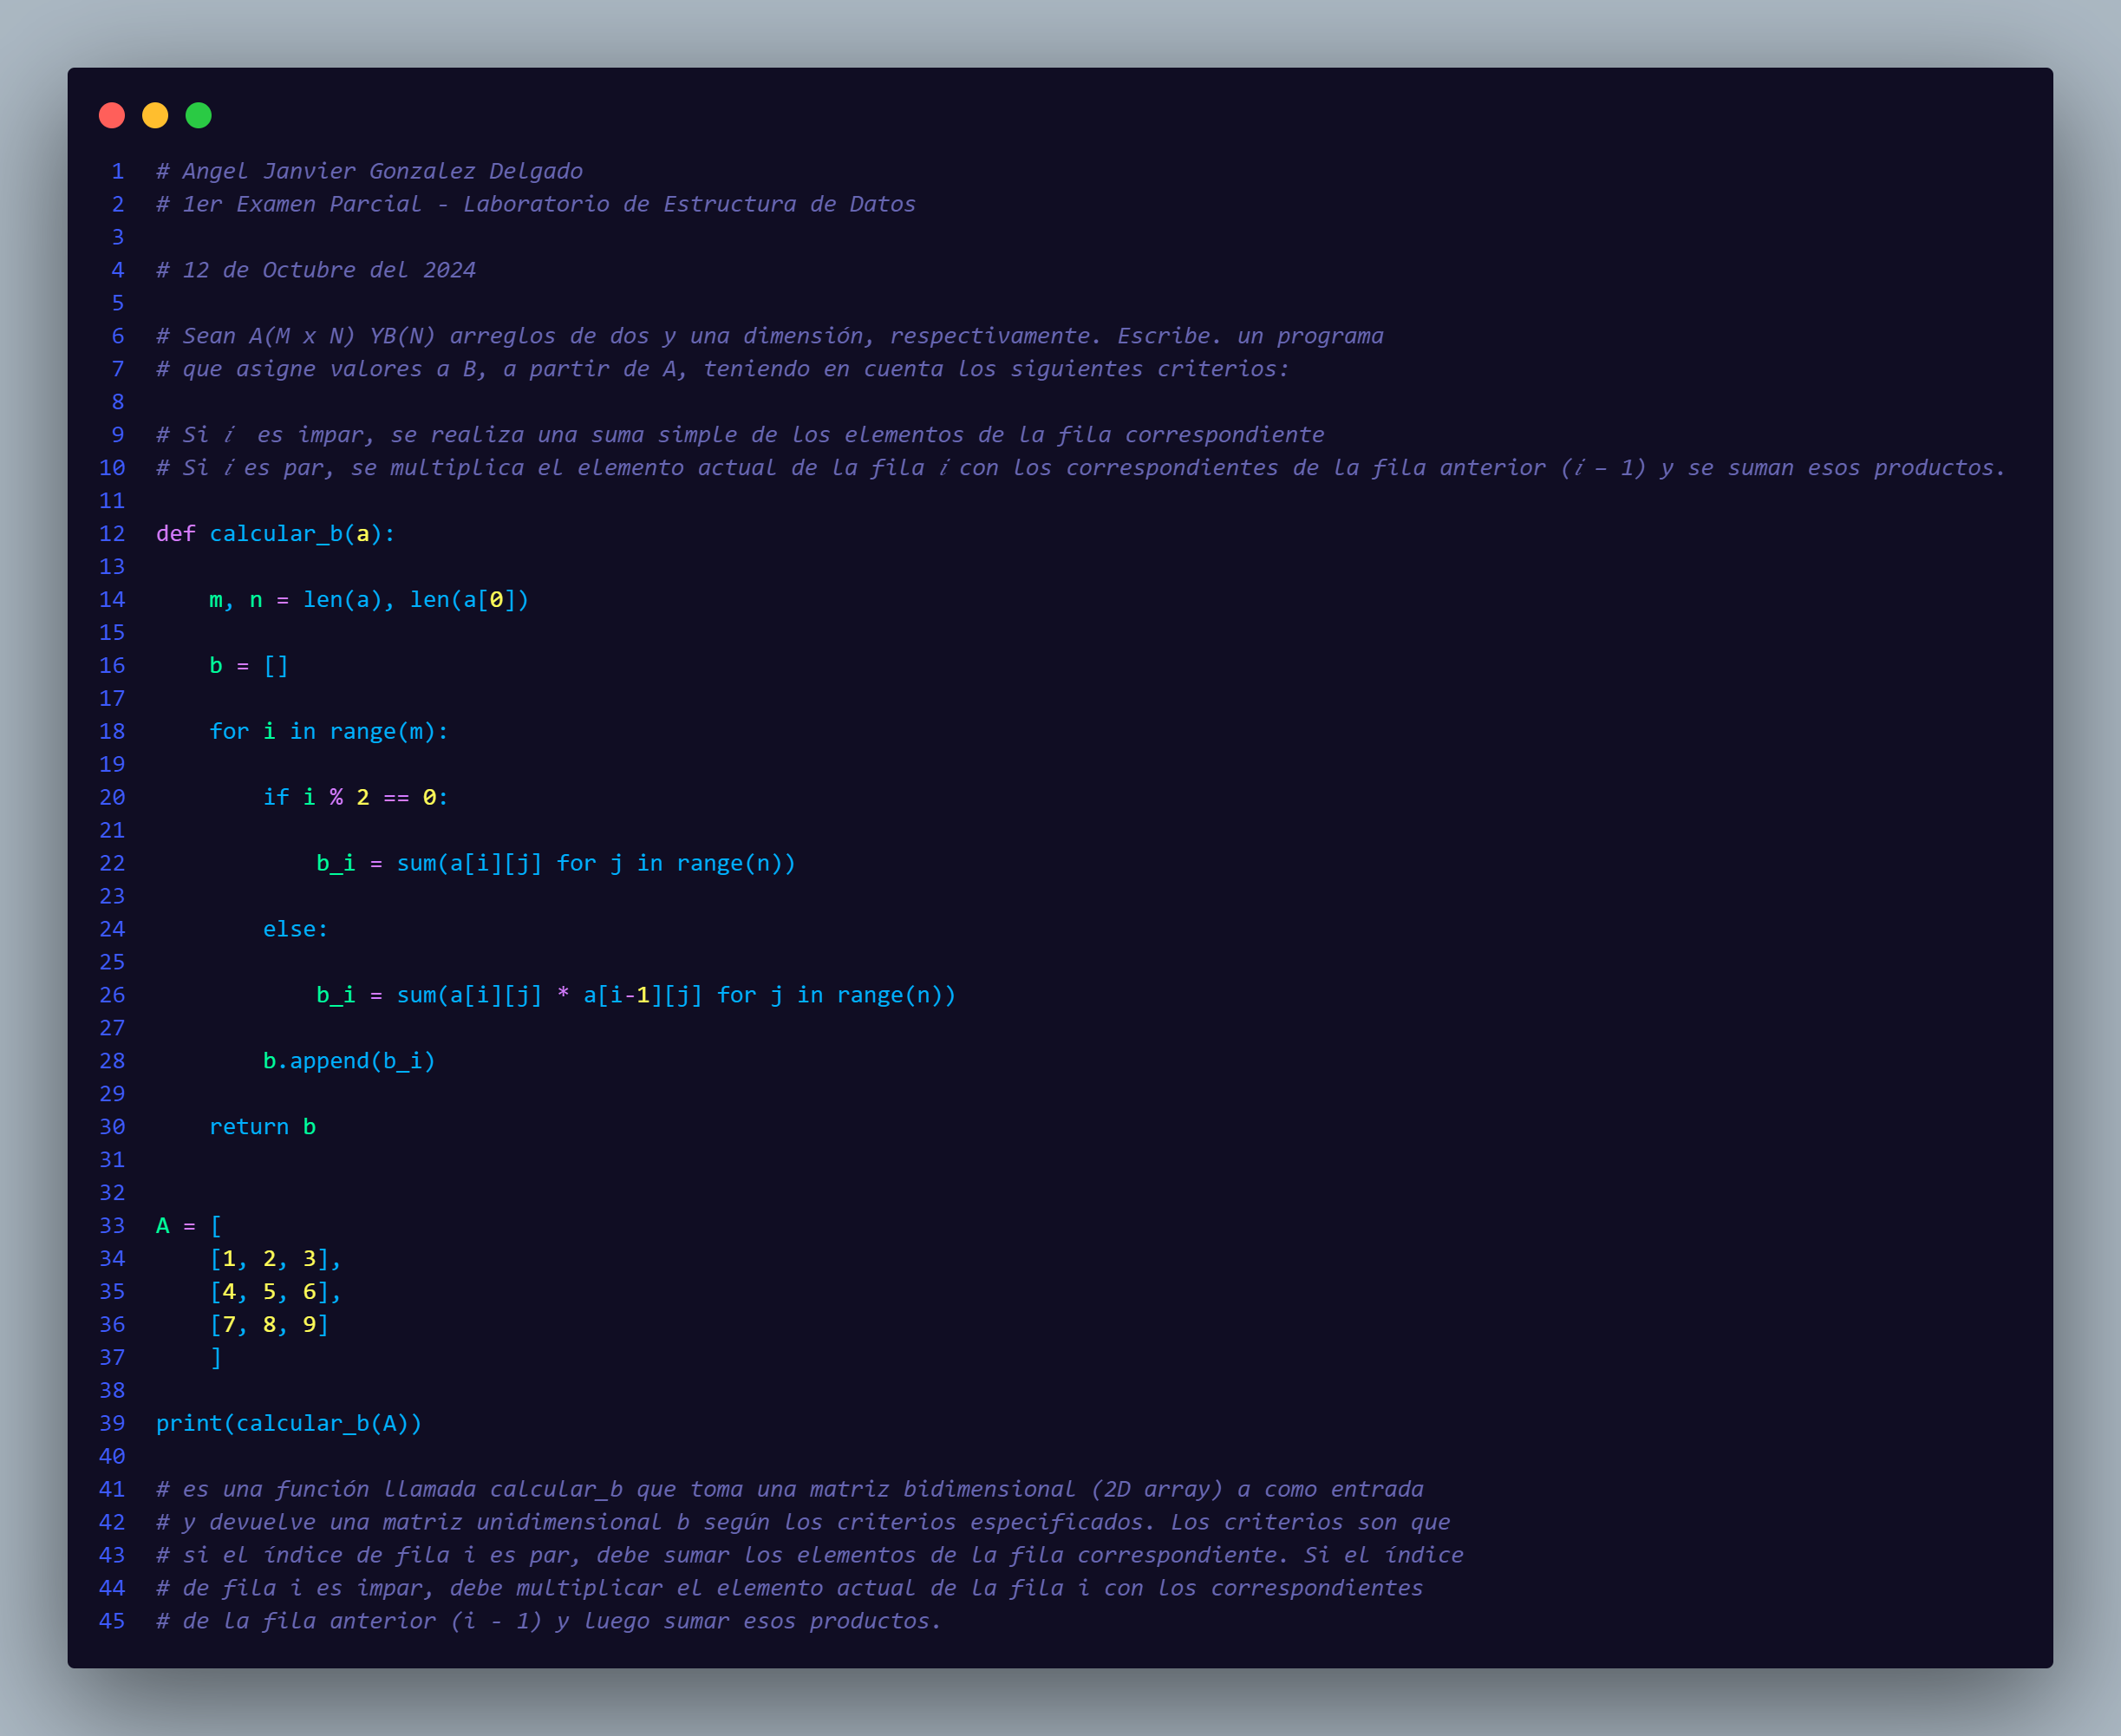 1 # Angel Janvier Gonzalez Delgado
2 # 1er Examen Parcial - Laboratorio de Estructura de Datos
3
4 # 12 de Octubre del 2024
5
6 # Sean A(M x N) YB(N) arreglos de dos y una dimensión, respectivamente. Escribe. un programa
7 # que asigne valores a B, a partir de A, teniendo en cuenta los siguientes criterios:
8
9 # Si 𝑖  es impar, se realiza una suma simple de los elementos de la fila correspondiente
10 # Si 𝑖 es par, se multiplica el elemento actual de la fila 𝑖 con los correspondientes de la fila anterior (𝑖 – 1) y se suman esos productos.
11
12 def calcular_b(a):
13
14     m, n = len(a), len(a[0])
15
16     b = []
17
18     for i in range(m):
19
20         if i % 2 == 0:
21
22             b_i = sum(a[i][j] for j in range(n))
23
24         else:
25
26             b_i = sum(a[i][j] * a[i-1][j] for j in range(n))
27
28         b.append(b_i)
29
30     return b
31
32
33 A = [
34     [1, 2, 3],
35     [4, 5, 6],
36     [7, 8, 9]
37     ]
38
39 print(calcular_b(A))
40
41 # es una función llamada calcular_b que toma una matriz bidimensional (2D array) a como entrada
42 # y devuelve una matriz unidimensional b según los criterios especificados. Los criterios son que
43 # si el índice de fila i es par, debe sumar los elementos de la fila correspondiente. Si el índice
44 # de fila i es impar, debe multiplicar el elemento actual de la fila i con los correspondientes
45 # de la fila anterior (i - 1) y luego sumar esos productos.